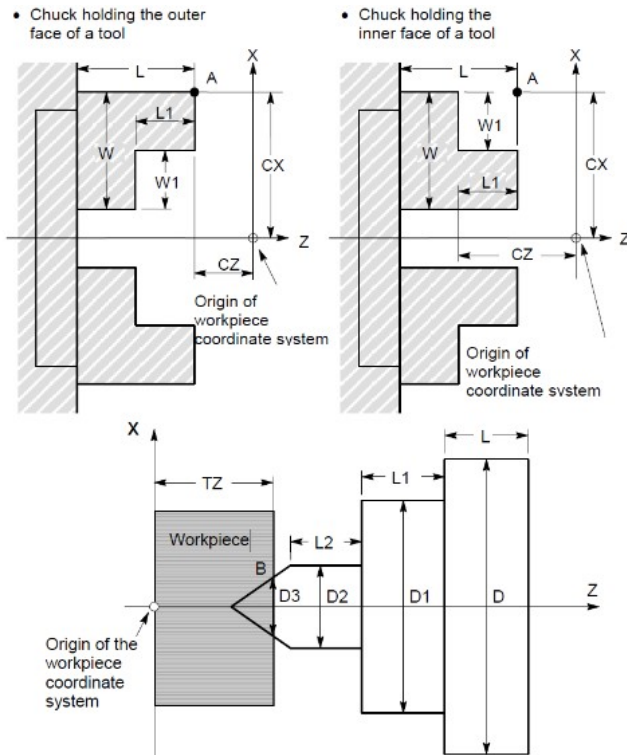 • Chuck holding the outer
face of a tool
X
L
A
L1
W
CX
W1
Z
CZ
Origin of
workpiece
coordinate system
• Chuck holding the
inner face of a tool
X
L
A
W1
W
CX
L1
Z
CZ
Origin of
workpiece
coordinate system
X
L
TZ
L1
Workpiece
L2
B
D3
D2
D1
D
Z
Origin of the
workpiece
coordinate
system